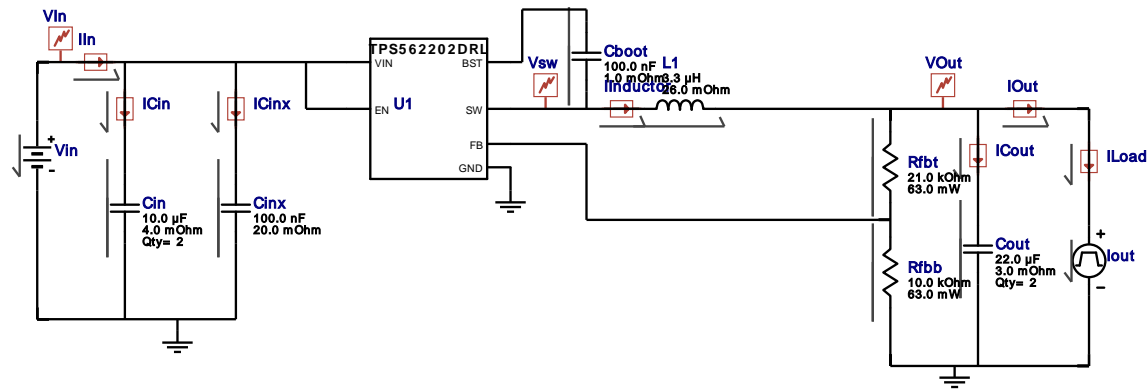 VIn
IIn
ICin
ICinx
Vin
+
-
Cin
10.0 µF
4.0 mOhm
Qty= 2
Cinx
100.0 nF
20.0 mOhm
TPS562202DRL
VIN
BST
EN
U1
SW
FB
GND
Vsw
Cboot
100.0 nF
1.0 mOhm
IInductor
L1
3.3 µH
26.0 mOhm
VOut
IOut
Rfbt
21.0 kOhm
63.0 mW
ICout
ILoad
Rfbb
10.0 kOhm
63.0 mW
Cout
22.0 µF
3.0 mOhm
Qty= 2
+
Iout
-